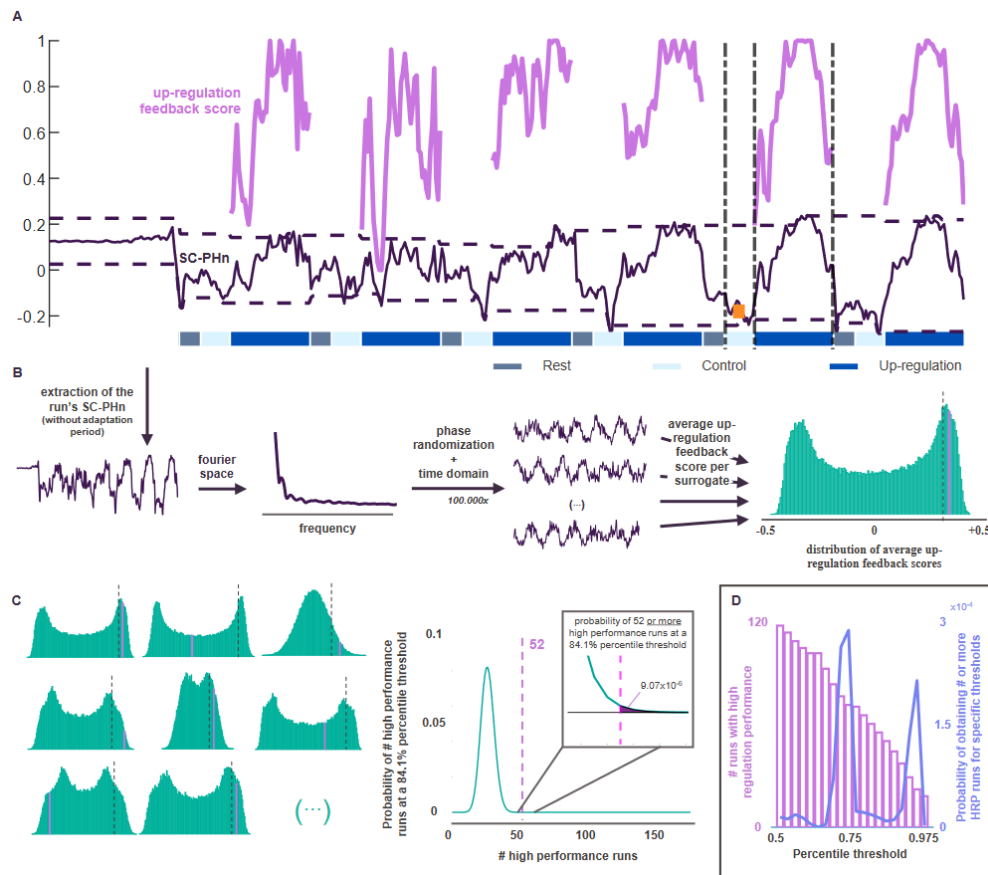 A
1
0.8
0.6
0.4
0.2
0
-0.2
up-regulation
feedback score
SC-PHn
Rest
Control
Up-regulation
B
extraction of the
run's SC-PHn
(without adaptation
period)
fourier
space
frequency
phase
randomization
+
time domain
100.000x
(...)
average up-
regulation
feedback
score per
surrogate
-0.5
0
+0.5
distribution of average up-
regulation feedback scores
C
(...)
Probability of # high performance
runs at a 84.1% percentile threshold
0.1
0.05
0
52
probability of 52 or more
high performance runs at a
84.1% percentile threshold
9.07x10-6
0
50
100
150
# high performance runs
D
# runs with high
regulation performance
120
0
x10-4
3
1.5
0
Probability of obtaining # or more
HRP runs for specific thresholds
0.5
0.75
0.975
Percentile threshold